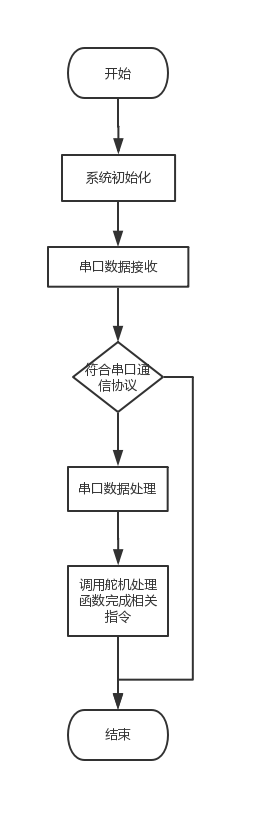 开始
系统初始化
串口数据接收
符合串口通
信协议
串口数据处理
调用舵机处理
函数完成相关
指令
结束